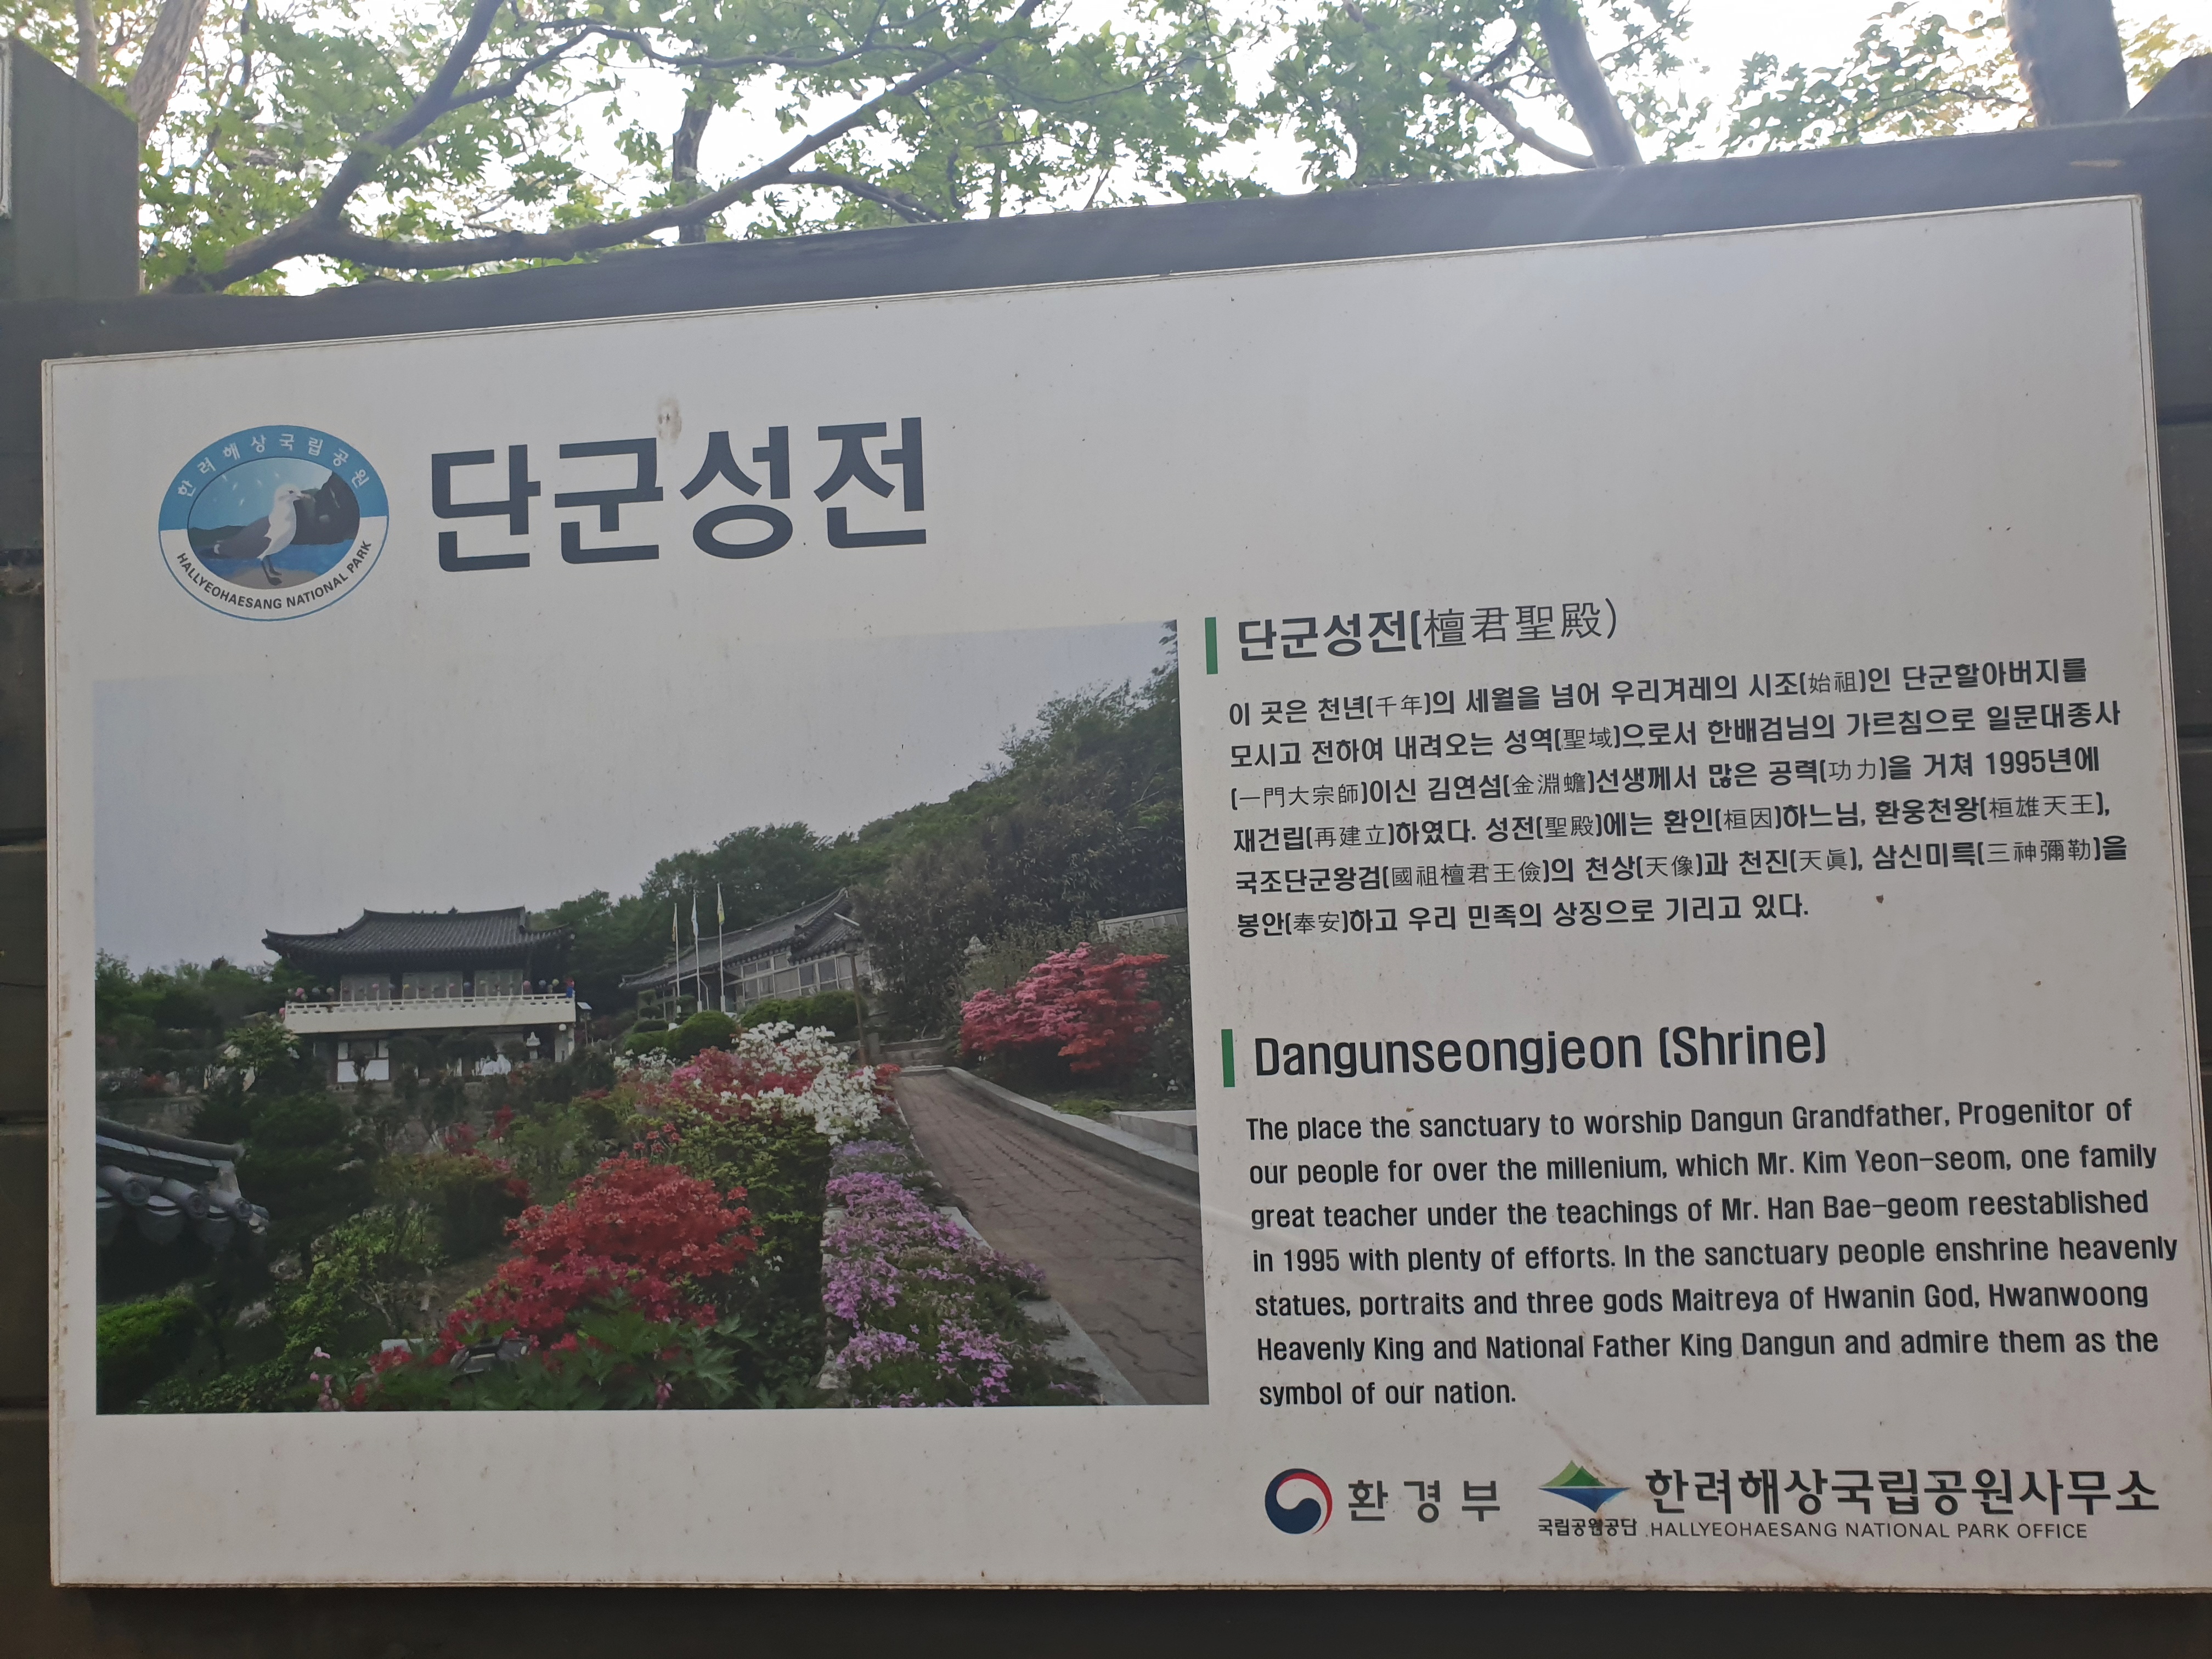 한려해상국립공원
HALLYEOHAESANG NATIONAL PARK
단군성전
단군성전(檀君聖殿)
이 곳은 천년(千年)의 세월을 넘어 우리겨레의 시조(始祖)인 단군할아버지를
모시고 전하여 내려오는 성역(聖域)으로서 한배검님의 가르침으로 일문대종사
(一門大宗師)이신 김연섬(金淵蟾)선생께서 많은 공력(功力)을 거쳐 1995년에
재건립(再建立)하였다. 성전(聖殿)에는 환인(桓因)하느님, 환웅천왕(桓雄天王),
국조단군왕검(國祖檀君王儉)의 천상(天像)과 천진(天眞), 삼신미륵(三神彌勒)을
봉안(奉安)하고 우리 민족의 상징으로 기리고 있다.
Dangunseongjeon (Shrine)
The place the sanctuary to worship Dangun Grandfather, Progenitor of
our people for over the millenium, which Mr. Kim Yeon-seom, one family
great teacher under the teachings of Mr. Han Bae-geom reestablished
in 1995 with plenty of efforts. In the sanctuary people enshrine heavenly
statues, portraits and three gods Maitreya of Hwanin God, Hwanwoong
Heavenly King and National Father King Dangun and admire them as the
symbol of our nation.
환경부
국립공원공단
한려해상국립공원사무소
HALLYEOHAESANG NATIONAL PARK OFFICE